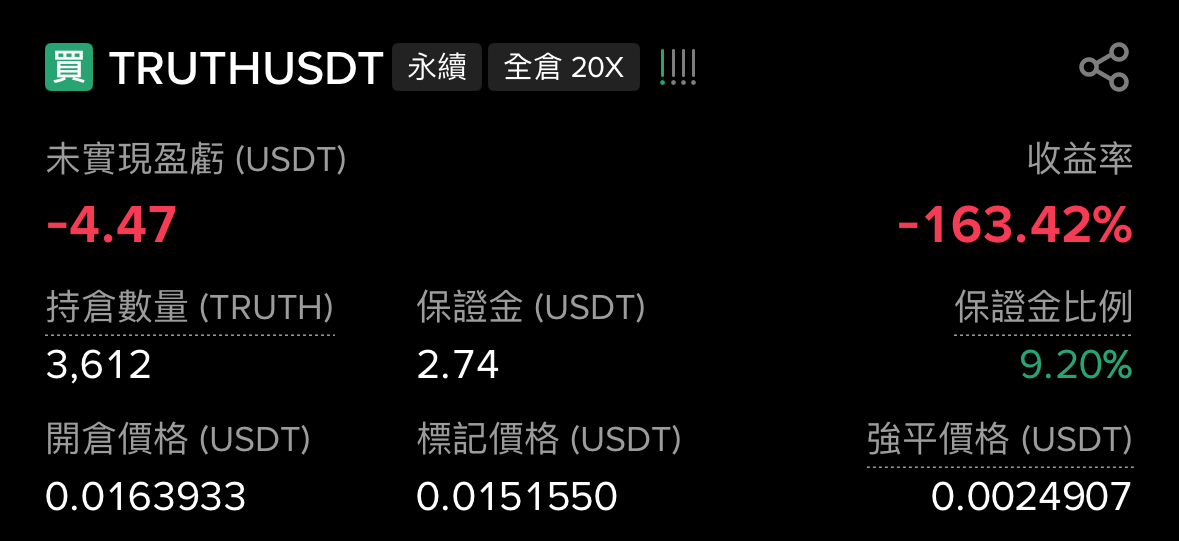 買 TRUTHUSDT 永續 全倉 20X
未實現盈虧 (USDT) 收益率
-4.47 -163.42%
持倉數量 (TRUTH) 保證金 (USDT) 保證金比例
3,612 2.74 9.20%
開倉價格 (USDT) 標記價格 (USDT) 強平價格 (USDT)
0.0163933 0.0151550 0.0024907